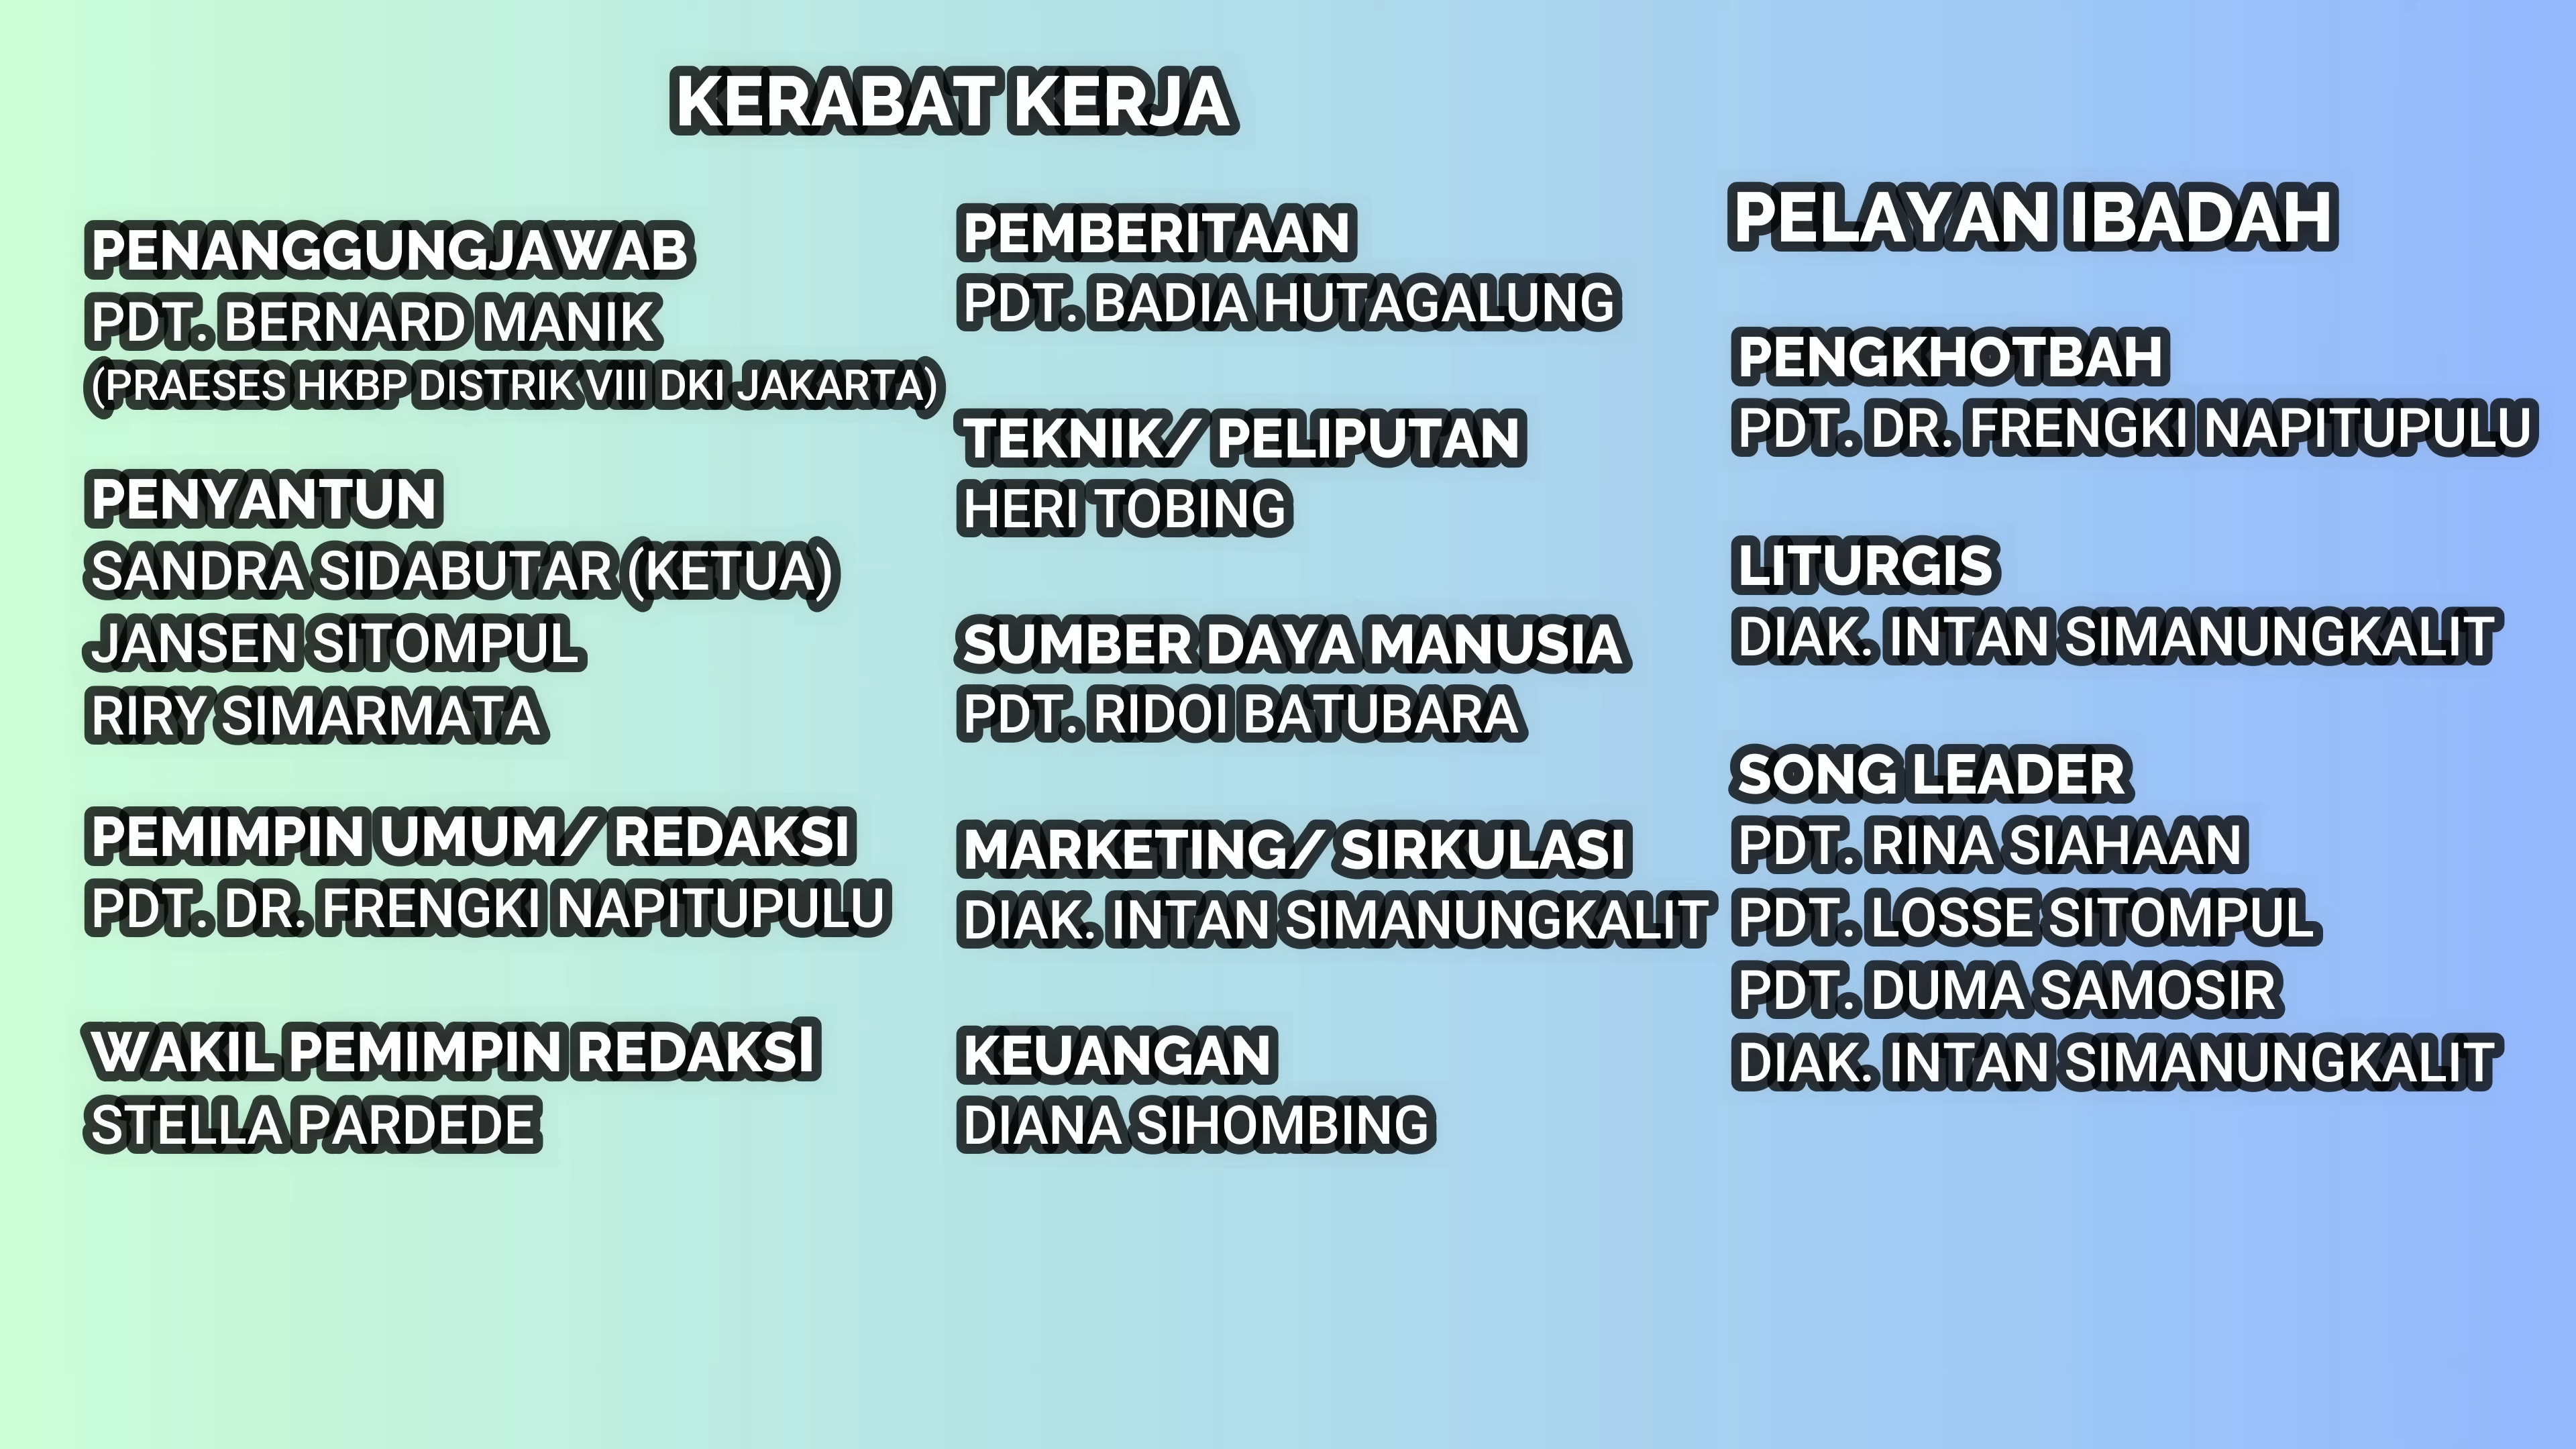 KERABAT KERJA
PENANGGUNGJAWAB
PDT. BERNARD MANIK
(PRAESES HKBP DISTRIK VIII DKI JAKARTA)
PENYANTUN
SANDRA SIDABUTAR (KETUA)
JANSEN SITOMPUL
RIRY SIMARMATA
PEMIMPIN UMUM/ REDAKSI
PDT. DR. FRENGKI NAPITUPULU
WAKIL PEMIMPIN REDAKSI
STELLA PARDEDE
PEMBERITAAN
PDT. BADIA HUTAGALUNG
TEKNIK/ PELIPUTAN
HERI TOBING
SUMBER DAYA MANUSIA
PDT. RIDOI BATUBARA
MARKETING/ SIRKULASI
DIAK. INTAN SIMANUNGKALIT
KEUANGAN
DIANA SIHOMBING
PELAYAN IBADAH
PENGKHOTBAH
PDT. DR. FRENGKI NAPITUPULU
LITURGIS
DIAK. INTAN SIMANUNGKALIT
SONG LEADER
PDT. RINA SIAHAAN
PDT. LOSSE SITOMPUL
PDT. DUMA SAMOSIR
DIAK. INTAN SIMANUNGKALIT